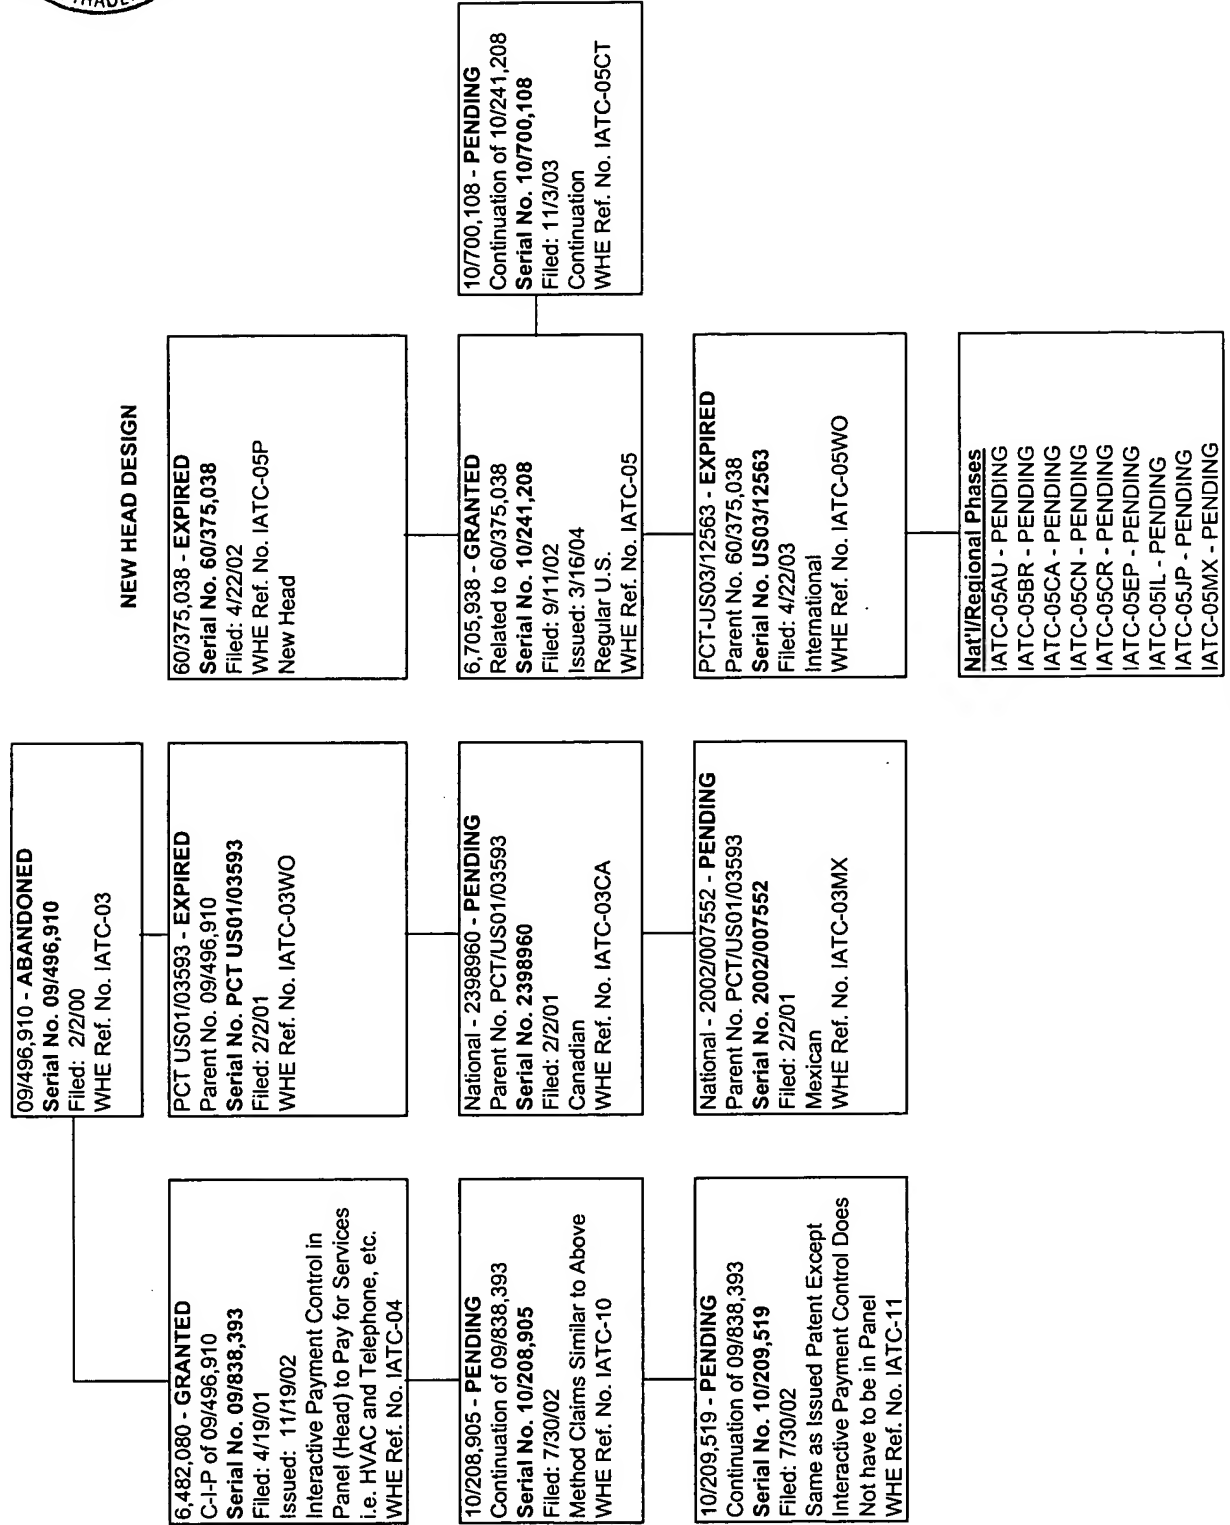 TRADE
09/496,910 - ABANDONED
Serial No. 09/496,910
Filed: 2/2/00
WHE Ref. No. IATC-03
6,482,080 - GRANTED
C-I-P of 09/496,910
Serial No. 09/838,393
Filed: 4/19/01
Issued: 11/19/02
Interactive Payment Control in
Panel (Head) to Pay for Services
i.e. HVAC and Telephone, etc.
WHE Ref. No. IATC-04
10/208,905 - PENDING
Continuation of 09/838,393
Serial No. 10/208,905
Filed: 7/30/02
Method Claims Similar to Above
WHE Ref. No. IATC-10
10/209,519 - PENDING
Continuation of 09/838,393
Serial No. 10/209,519
Filed: 7/30/02
Same as Issued Patent Except
Interactive Payment Control Does
Not have to be in Panel
WHE Ref. No. IATC-11
PCT US01/03593 - EXPIRED
Parent No. 09/496,910
Serial No. PCT US01/03593
Filed: 2/2/01
WHE Ref. No. IATC-03WO
National - 2398960 - PENDING
Parent No. PCT/US01/03593
Serial No. 2398960
Filed: 2/2/01
Canadian
WHE Ref. No. IATC-03CA
National - 2002/007552 - PENDING
Parent No. PCT/US01/03593
Serial No. 2002/007552
Filed: 2/2/01
Mexican
WHE Ref. No. IATC-03MX
NEW HEAD DESIGN
60/375,038 - EXPIRED
Serial No. 60/375,038
Filed: 4/22/02
WHE Ref. No. IATC-05P
New Head
6,705,938 - GRANTED
Related to 60/375,038
Serial No. 10/241,208
Filed: 9/11/02
Issued: 3/16/04
Regular U.S.
WHE Ref. No. IATC-05
PCT-US03/12563 - EXPIRED
Parent No. 60/375,038
Serial No. US03/12563
Filed: 4/22/03
International
WHE Ref. No. IATC-05WO
Nat'l/Regional Phases
IATC-05AU - PENDING
IATC-05BR - PENDING
IATC-05CA - PENDING
IATC-05CN - PENDING
IATC-05CR - PENDING
IATC-05EP - PENDING
IATC-05IL - PENDING
IATC-05JP - PENDING
IATC-05MX - PENDING
10/700,108 - PENDING
Continuation of 10/241,208
Serial No. 10/700,108
Filed: 11/3/03
Continuation
WHE Ref. No. IATC-05CT